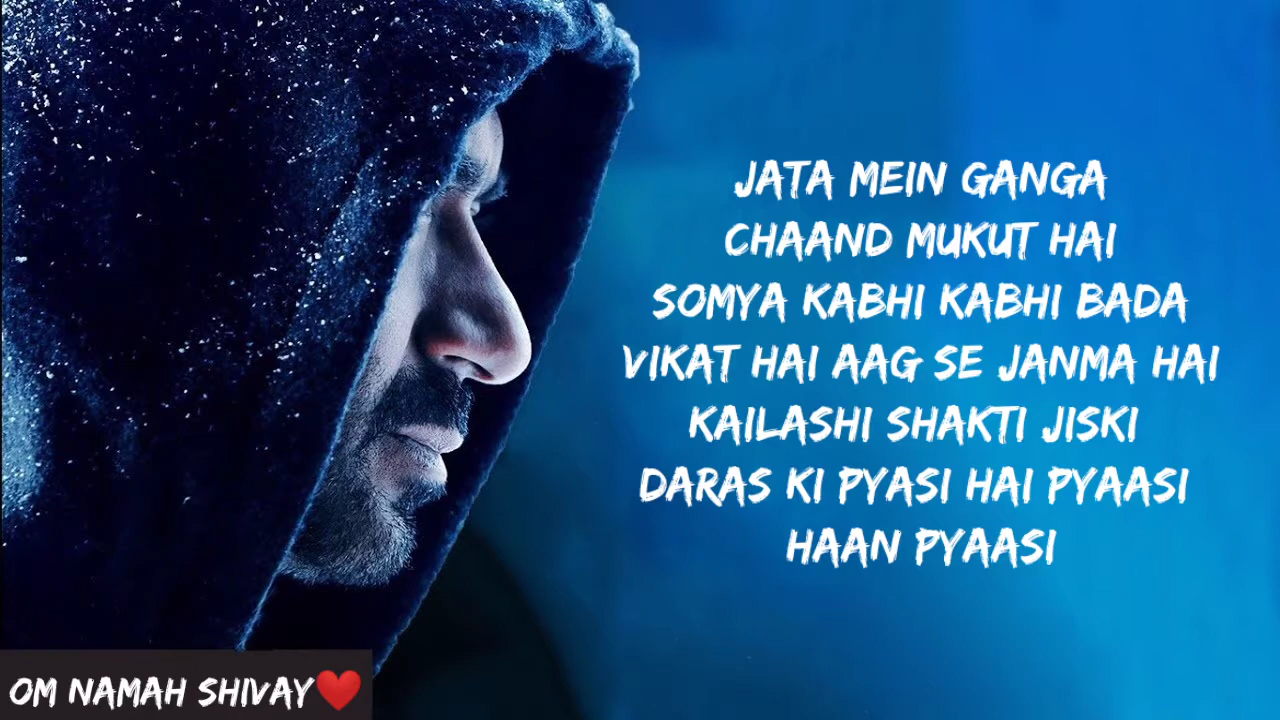 JATA MEIN GANGA
CHAAND MUKUT HAI
SOMYA KABHI KABHI BADA
VIKAT HAI AAG SE JANMA HAI
KAILASHI SHAKTI JISKI
DARAS KI PYASI HAI PYAASI
HAAN PYAASI
OM NAMAH SHIVAY❤️